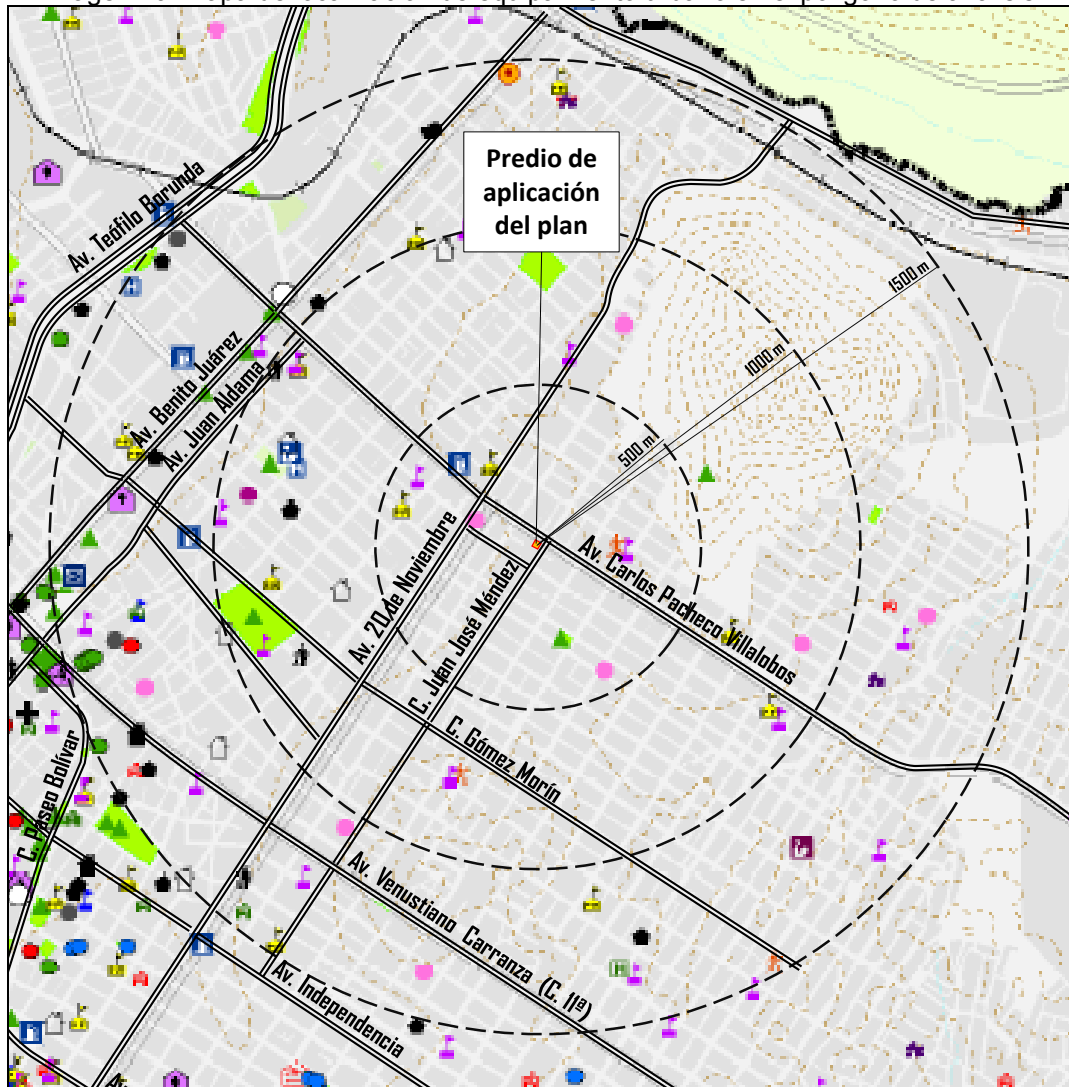 Predio de
aplicación
del plan
Av. Teófilo Borunda
1500 m
1000 m
500 m
Av. Benito Juárez
Av. Juan Aldama
Av. 20 de Noviembre
Av. Carlos Pacheco Villalobos
C. Juan José Méndez
C. Gómez Morín
C. Paseo Bolívar
Av. Venustiano Carranza (C. 11ª)
Av. Independencia